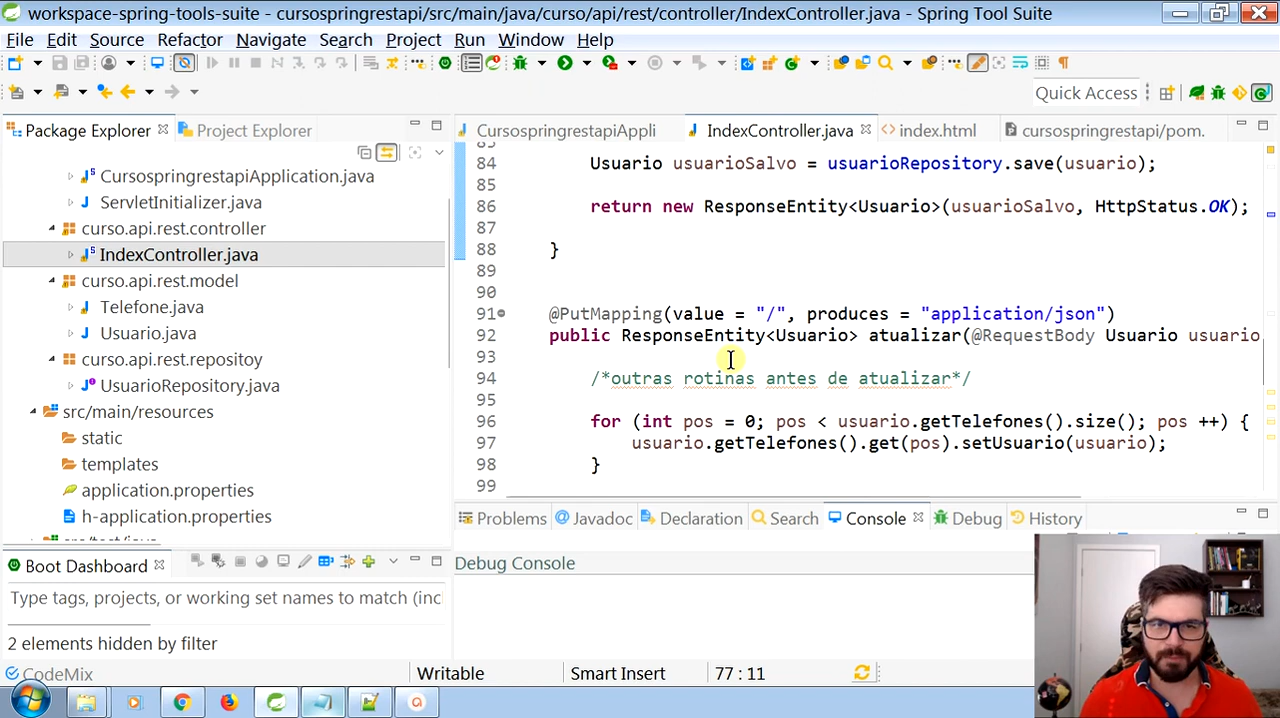 workspace-spring-tools-suite - cursospringrestapi/src/main/java/curso/api/rest/controller/IndexController.java - Spring Tool Suite
File Edit Source Refactor Navigate Search Project Run Window Help
Quick Access
Package Explorer Project Explorer
CursospringrestapiApplication.java
ServletInitializer.java
curso.api.rest.controller
IndexController.java
curso.api.rest.model
Telefone.java
Usuario.java
curso.api.rest.repositoy
UsuarioRepository.java
src/main/resources
static
templates
application.properties
h-application.properties
Boot Dashboard
Type tags, projects, or working set names to match (incl
2 elements hidden by filter
CursospringrestapiAppli IndexController.java index.html cursospringrestapi/pom.
84 Usuario usuarioSalvo = usuarioRepository.save(usuario);
85
86 return new ResponseEntity<Usuario>(usuarioSalvo, HttpStatus.OK);
87
88 }
89
90
91 @PutMapping(value = "/", produces = "application/json")
92 public ResponseEntity<Usuario> atualizar(@RequestBody Usuario usuario
93
94 /*outras rotinas antes de atualizar*/
95
96 for (int pos = 0; pos < usuario.getTelefones().size(); pos ++) {
97 usuario.getTelefones().get(pos).setUsuario(usuario);
98 }
99
Problems Javadoc Declaration Search Console Debug History
Debug Console
CodeMix Writable Smart Insert 77 : 11